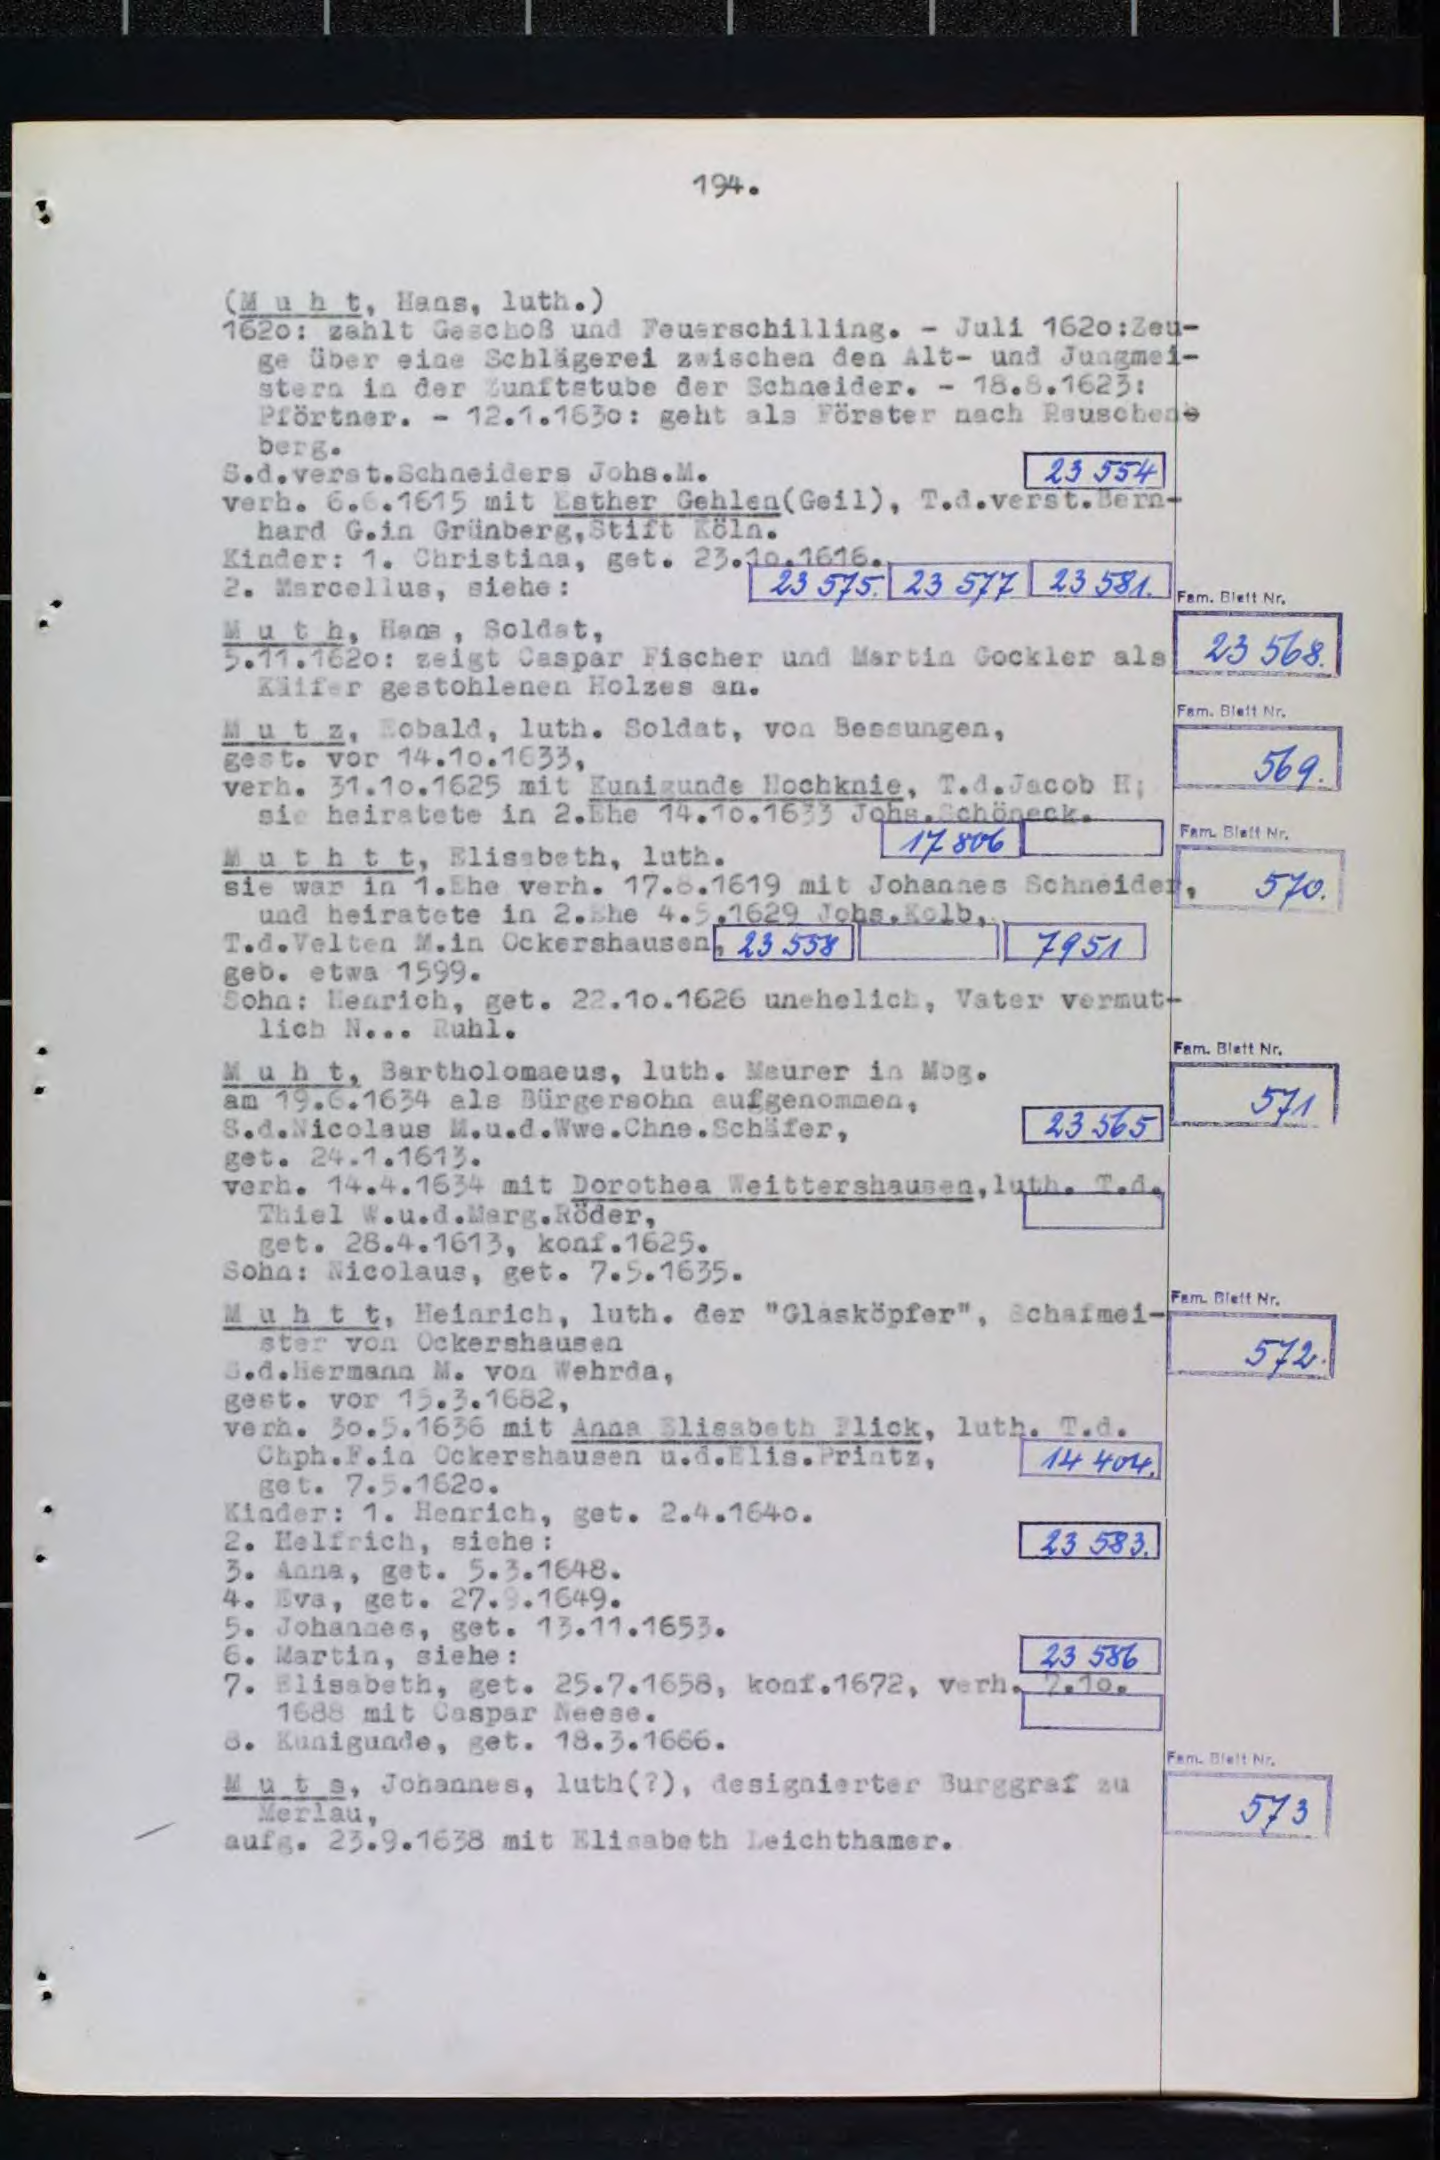 194.
(M u h t, Hans, luth.)
162o: zahlt Geschoß und Feuerschilling. - Juli 162o:Zeu-
ge über eine Schlägerei zwischen den Alt- und Jungmei-
stern in der Zunftstube der Schneider. - 18.8.1623:
Pförtner. - 12.1.163o: geht als Förster nach Rauschen-
berg.
S.d.verst.Schneiders Johs.M. 23 554
verh. 6.6.1615 mit Esther Gehlen(Geil), T.d.verst.Bern-
hard G.in Grünberg,Stift Köln.
Kinder: 1. Christina, get. 23.1o.1616.
2. Marcellus, siehe: 23 575. 23 577 23 581.
Fam. Blatt Nr.
M u t h, Hans, Soldat,
5.11.162o: zeigt Caspar Fischer und Martin Gockler als 23 568.
Käifer gestohlenen Holzes an.
Fam. Blatt Nr.
M u t z, Kobald, luth. Soldat, von Bessungen,
gest. vor 14.1o.1633, 569.
verh. 31.1o.1625 mit Kunigunde Hochknie, T.d.Jacob H;
sie heiratete in 2.Ehe 14.1o.1633 Johs.Schöneck.
17 806 Fam. Blatt Nr.
M u t h t t, Elisabeth, luth.
sie war in 1.Ehe verh. 17.8.1619 mit Johannes Schneider, 570.
und heiratete in 2.Ehe 4.5.1629 Johs.Kolb,
T.d.Velten M.in Ockershausen, 23 558 7951
geb. etwa 1599.
Sohn: Henrich, get. 22.1o.1626 unehelich, Vater vermut-
lich N... Ruhl.
Fam. Blatt Nr.
M u h t, Bartholomaeus, luth. Maurer in Mbg.
am 19.6.1634 als Bürgersohn aufgenommen, 571
S.d.Nicolaus M.u.d.Wwe.Chne.Schäfer, 23 565
get. 24.1.1613.
verh. 14.4.1634 mit Dorothea Weittershausen,luth. T.d.
Thiel W.u.d.Marg.Röder,
get. 28.4.1613, konf.1625.
Sohn: Nicolaus, get. 7.5.1635.
Fam. Blatt Nr.
M u h t t, Heinrich, luth. der "Glasköpfer", Schafmei-
ster von Ockershausen 572.
S.d.Hermann M. von Wehrda,
gest. vor 15.3.1682,
verh. 3o.5.1636 mit Anna Elisabeth Flick, luth. T.d.
Chph.F.in Ockershausen u.d.Elis.Printz, 14 404.
get. 7.5.162o.
Kinder: 1. Henrich, get. 2.4.164o.
2. Helfrich, siehe: 23 583.
3. Anna, get. 5.3.1648.
4. Eva, get. 27.9.1649.
5. Johannes, get. 13.11.1653.
6. Martin, siehe: 23 586
7. Elisabeth, get. 25.7.1658, konf.1672, verh. 7.1o.
1688 mit Caspar Neese.
8. Kunigunde, get. 18.3.1666.
Fam. Blatt Nr.
M u t s, Johannes, luth(?), designierter Burggraf zu
Merlau, 573
aufg. 23.9.1638 mit Elisabeth Leichthamer.